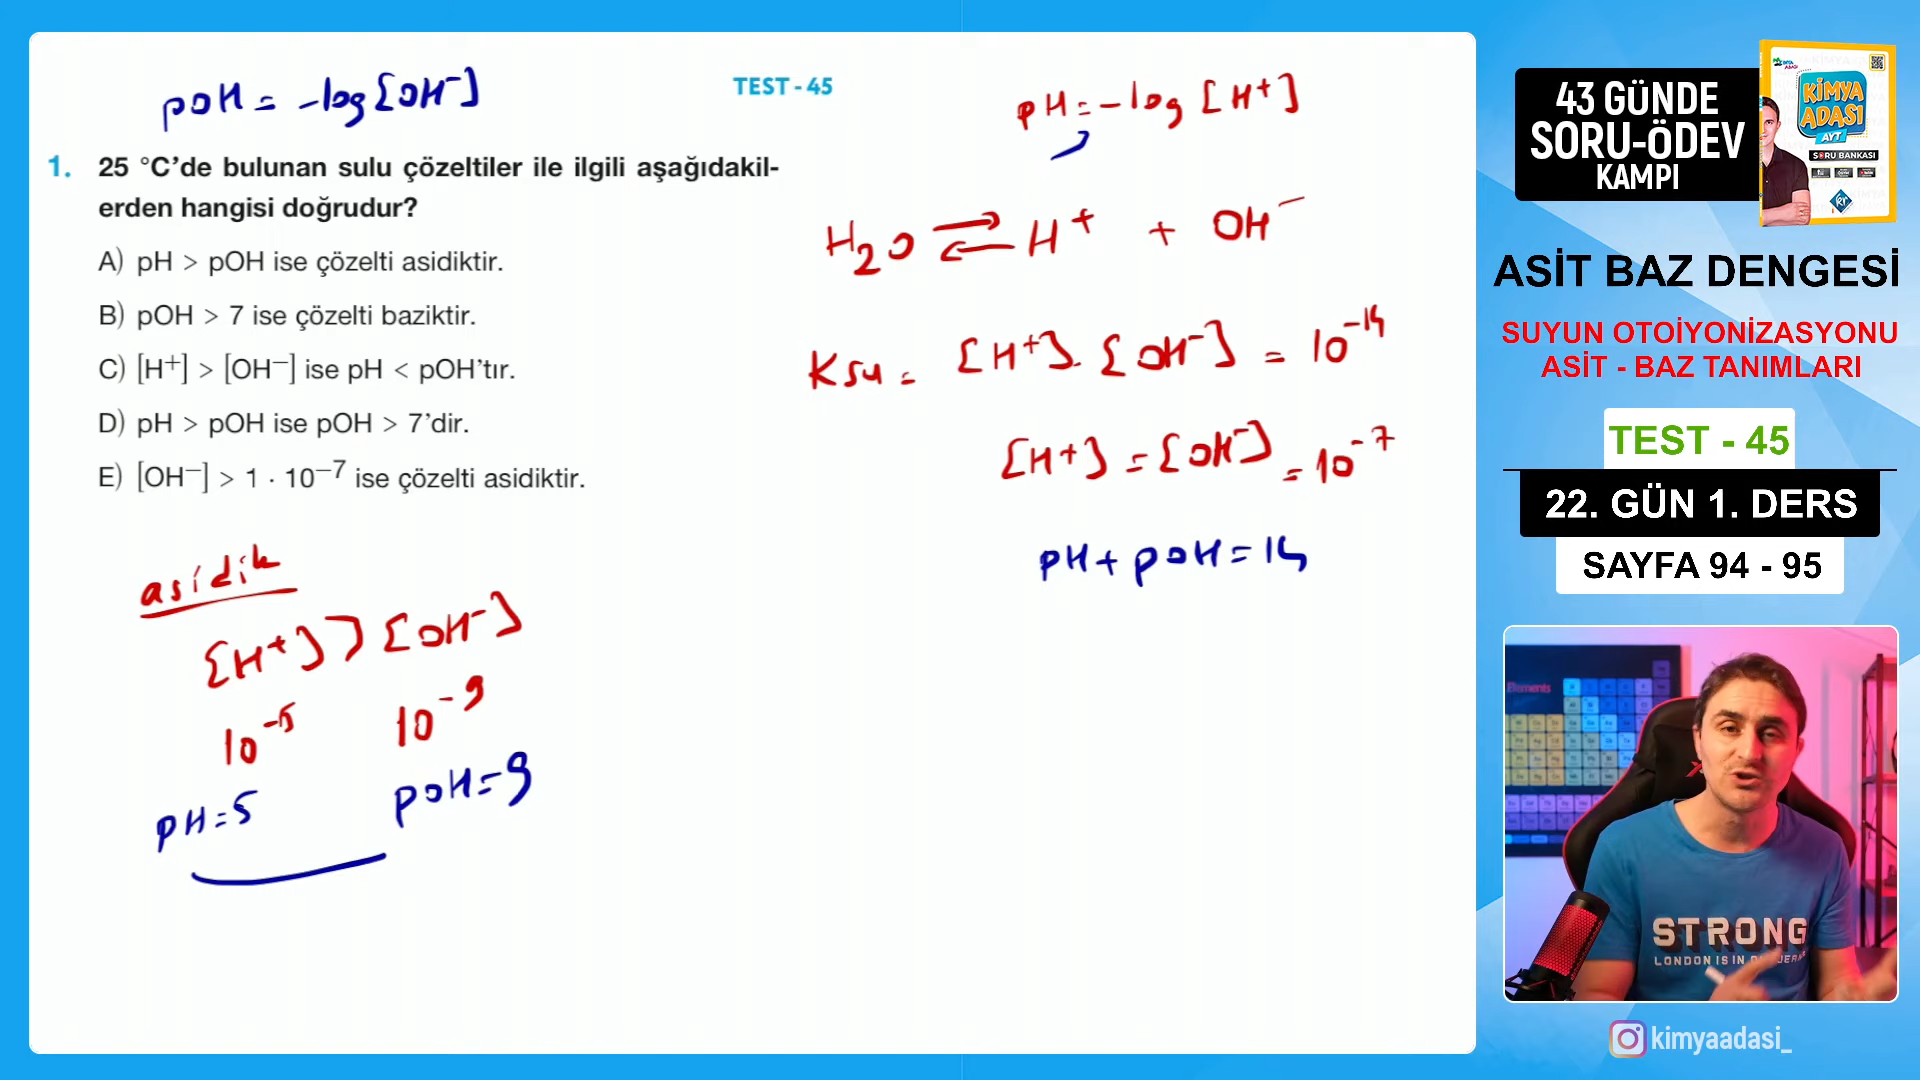 pOH = -log[OH⁻]
TEST - 45
pH = -log [H⁺]
1. 25 °C'de bulunan sulu çözeltiler ile ilgili aşağıdakil-
erden hangisi doğrudur?
A) pH > pOH ise çözelti asidiktir.
B) pOH > 7 ise çözelti baziktir.
C) [H⁺] > [OH⁻] ise pH < pOH'tır.
D) pH > pOH ise pOH > 7'dir.
E) [OH⁻] > 1 · 10⁻⁷ ise çözelti asidiktir.
asidik
[H⁺] > [OH⁻]
10⁻⁵ 10⁻⁹
pH = 5 pOH = 9
H₂O ⇌ H⁺ + OH⁻
Ksu = [H⁺]. [OH⁻] = 10⁻¹⁴
[H⁺] = [OH⁻] = 10⁻⁷
pH + pOH = 14
43 GÜNDE
SORU-ÖDEV
KAMPI
KİMYA
ADASI
AYT
SORU BANKASI
ASİT BAZ DENGESİ
SUYUN OTOİYONİZASYONU
ASİT - BAZ TANIMLARI
TEST - 45
22. GÜN 1. DERS
SAYFA 94 - 95
STRONG
kimyaadasi_